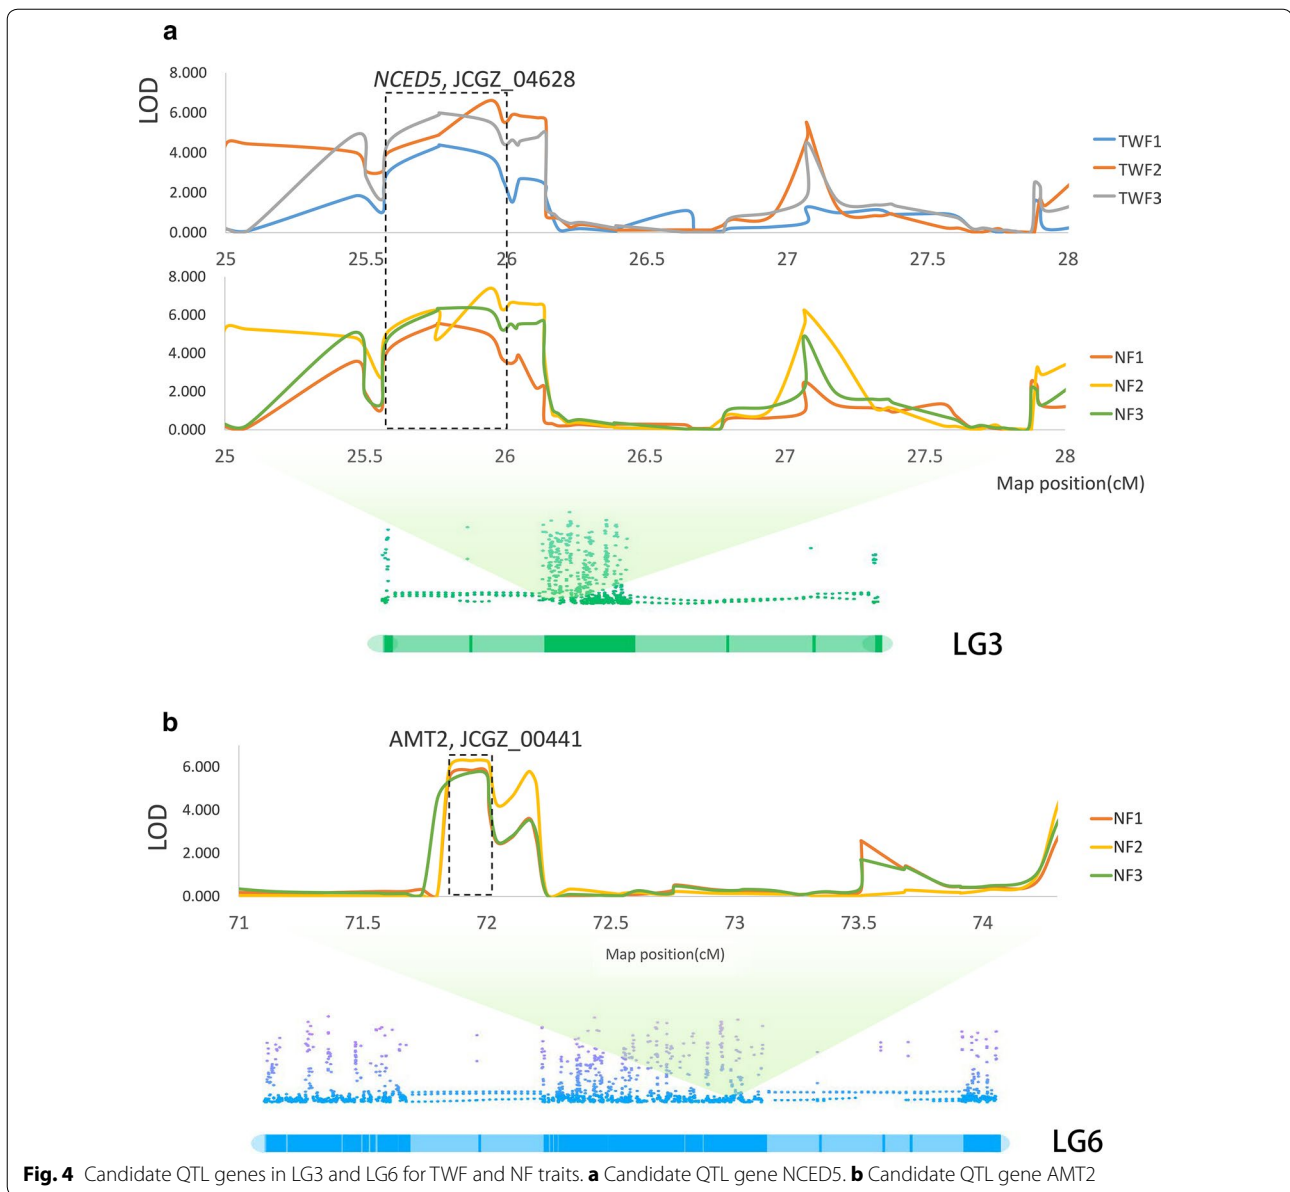 a
NCED5, JCGZ_04628
LOD
8.000
6.000
4.000
2.000
0.000
25 25.5 26 26.5 27 27.5 28
TWF1
TWF2
TWF3
8.000
6.000
4.000
2.000
0.000
25 25.5 26 26.5 27 27.5 28
NF1
NF2
NF3
Map position(cM)
LG3
b
AMT2, JCGZ_00441
LOD
6.000
4.000
2.000
0.000
71 71.5 72 72.5 73 73.5 74
NF1
NF2
NF3
Map position(cM)
LG6
Fig. 4 Candidate QTL genes in LG3 and LG6 for TWF and NF traits. a Candidate QTL gene NCED5. b Candidate QTL gene AMT2